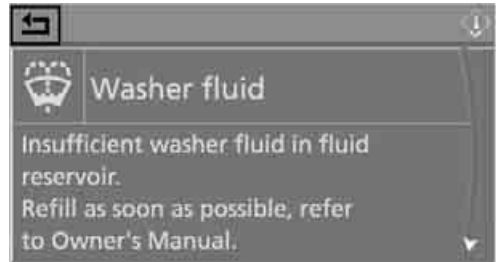 Washer fluid
Insufficient washer fluid in fluid
reservoir.
Refill as soon as possible, refer
to Owner's Manual.